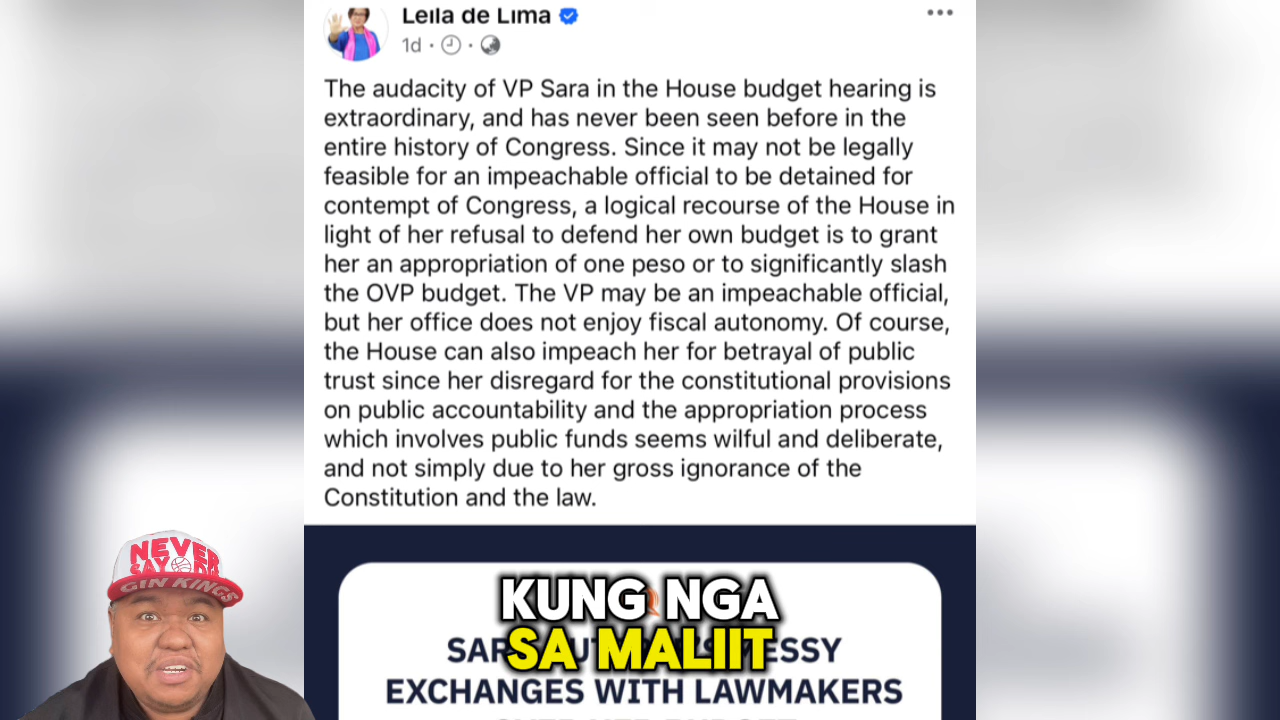 Leila de Lima
1d
The audacity of VP Sara in the House budget hearing is
extraordinary, and has never been seen before in the
entire history of Congress. Since it may not be legally
feasible for an impeachable official to be detained for
contempt of Congress, a logical recourse of the House in
light of her refusal to defend her own budget is to grant
her an appropriation of one peso or to significantly slash
the OVP budget. The VP may be an impeachable official,
but her office does not enjoy fiscal autonomy. Of course,
the House can also impeach her for betrayal of public
trust since her disregard for the constitutional provisions
on public accountability and the appropriation process
which involves public funds seems wilful and deliberate,
and not simply due to her gross ignorance of the
Constitution and the law.
NEVER
SAY DIE
GIN KINGS
KUNG NGA
SA MALIIT
EXCHANGES WITH LAWMAKERS